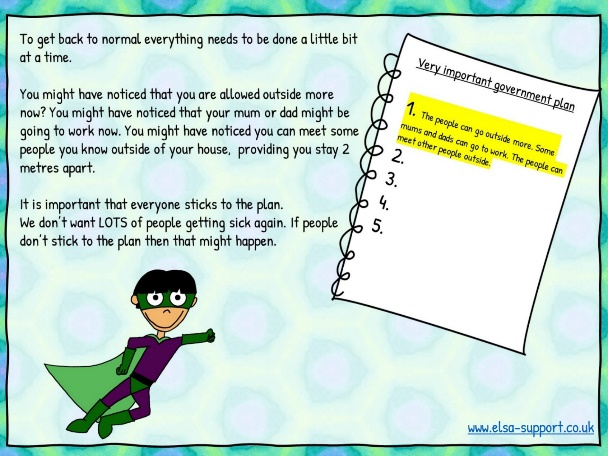 To get back to normal everything needs to be done a little bit
at a time.
You might have noticed that you are allowed outside more
now? You might have noticed that your mum or dad might be
going to work now. You might have noticed you can meet some
people you know outside of your house, providing you stay 2
metres apart.
It is important that everyone sticks to the plan.
We don't want LOTS of people getting sick again. If people
don't stick to the plan then that might happen.
Very important government plan
1. The people can go outside more. Some
mums and dads can go to work. The people can
meet other people outside.
2.
3.
4.
5.
www.elsa-support.co.uk